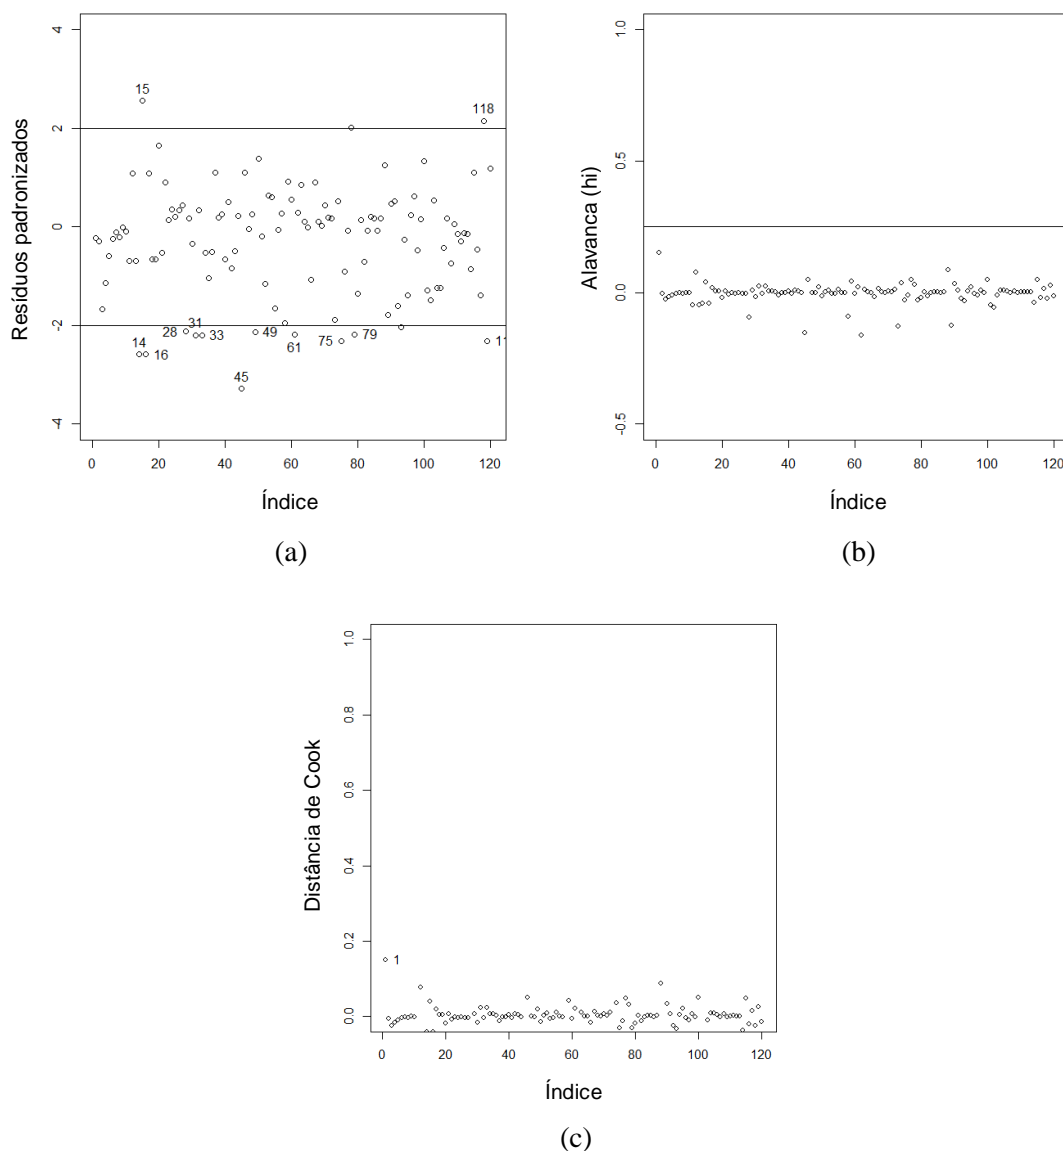 4
2
0
-2
-4
15
118
31
28
33
49
14
16
61
75
79
11
45
0 20 40 60 80 100 120
Resíduos padronizados
Índice
(a)
1.0
0.5
0.0
-0.5
0 20 40 60 80 100 120
Alavanca (hi)
Índice
(b)
1.0
0.8
0.6
0.4
0.2
0.0
1
0 20 40 60 80 100 120
Distância de Cook
Índice
(c)